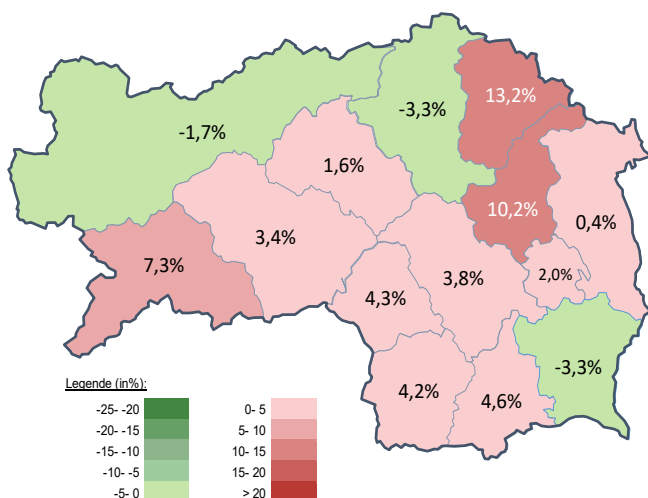 13,2%
-3,3%
-1,7%
1,6%
10,2%
0,4%
3,4%
7,3%
3,8%
2,0%
4,3%
-3,3%
4,2%
4,6%
Legende (in%):
-25- -20 0- 5
-20- -15 5- 10
-15- -10 10- 15
-10- -5 15- 20
-5- 0 > 20